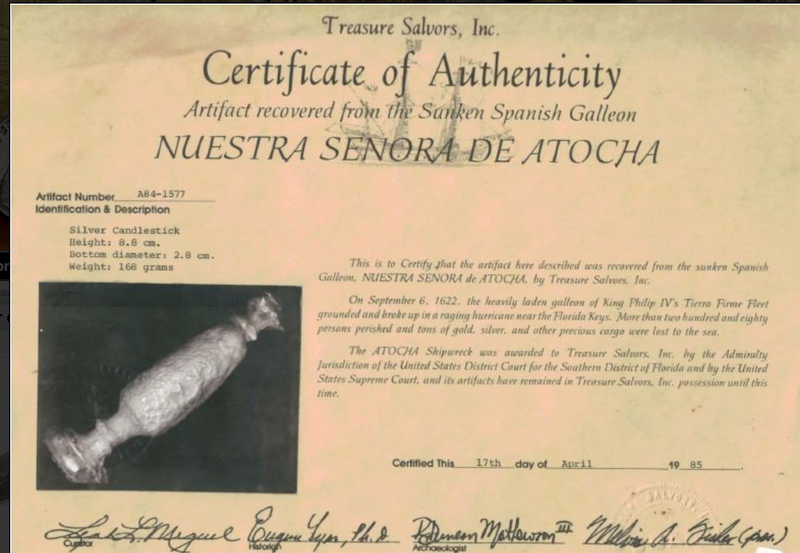 Treasure Salvors, Inc.
Certificate of Authenticity
Artifact recovered from the Sunken Spanish Galleon
NUESTRA SENORA DE ATOCHA
Artifact Number A84-1577
Identification & Description
Silver Candlestick
Height: 8.8 cm.
Bottom diameter: 2.8 cm.
Weight: 168 grams
This is to Certify that the artifact here described was recovered from the sunken Spanish
Galleon, NUESTRA SENORA de ATOCHA, by Treasure Salvors, Inc.
On September 6, 1622, the heavily laden galleon of King Philip IV's Tierra Firme Fleet
grounded and broke up in a raging hurricane near the Florida Keys. More than two hundred and eighty
persons perished and tons of gold, silver, and other precious cargo were lost to the sea.
The ATOCHA Shipwreck was awarded to Treasure Salvors, Inc. by the Admiralty
Jurisdiction of the United States District Court for the Southern District of Florida and by the United
States Supreme Court, and its artifacts have remained in Treasure Salvors, Inc. possession until this
time.
Certified This 17th day of April 19 85
Leah L. Miguel Eugene Lyon, Ph.D. R. Duncan Mathewson III Melvin A. Fisher (pres.)
Curator Historian Archaeologist